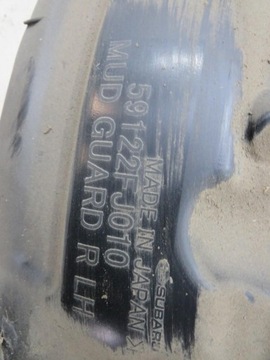 SUBARU
MADE IN JAPAN
59122FJ010
MUD GUARD R LH